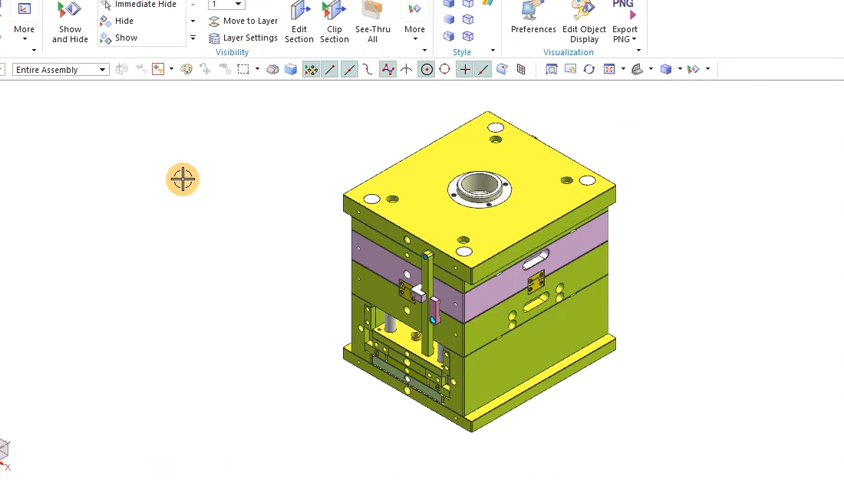 Immediate Hide
1
PNG
More
Show
and Hide
Hide
Show
Move to Layer
Layer Settings
Edit
Section
Clip
Section
See-Thru
All
More
Preferences
Edit Object
Display
Export
PNG
Visibility
Style
Visualization
Entire Assembly
X